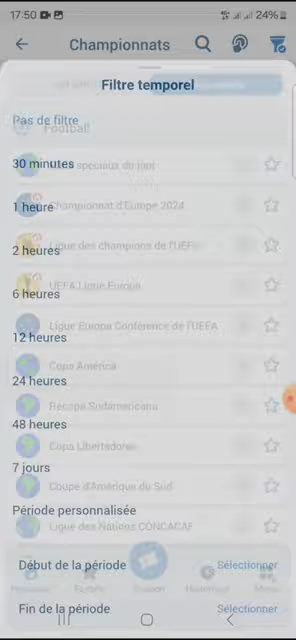 17:50 24%
Championnats
Filtre temporel
Pas de filtre
Football
30 minutes
spéciaux du jour
1 heure
Championnat d'Europe 2024
2 heures
Ligue des champions de l'UEFA
6 heures
UEFA Ligue Europa
12 heures
Ligue Europa Conférence de l'UEFA
Copa América
24 heures
Recopa Sudamericana
48 heures
Copa Libertadores
7 jours
Coupe d'Amérique du Sud
Période personnalisée
Ligue des Nations CONCACAF
Début de la période Sélectionner
Fin de la période Sélectionner